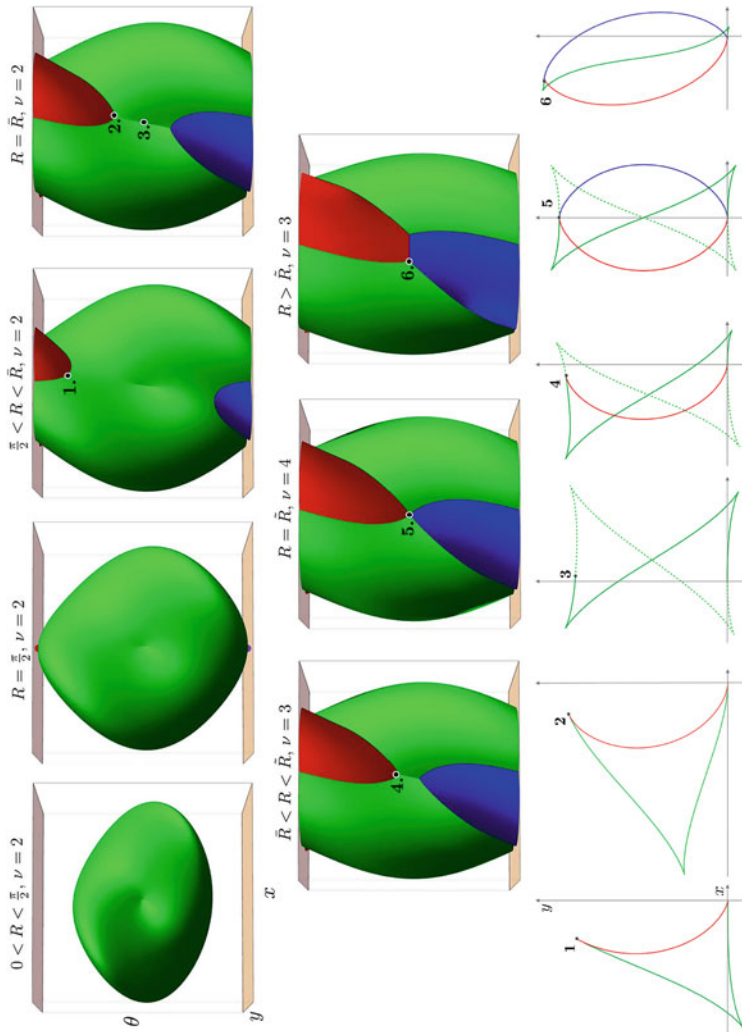 0 < R < π/2, ν = 2
R = π/2, ν = 2
π/2 < R < R̄, ν = 2
R = R̄, ν = 2
1.
2.
3.
θ
y
x
R̄ < R < R̃, ν = 3
R = R̃, ν = 4
R > R̃, ν = 3
4.
5.
6.
y
x
1
2
3
4
5
6